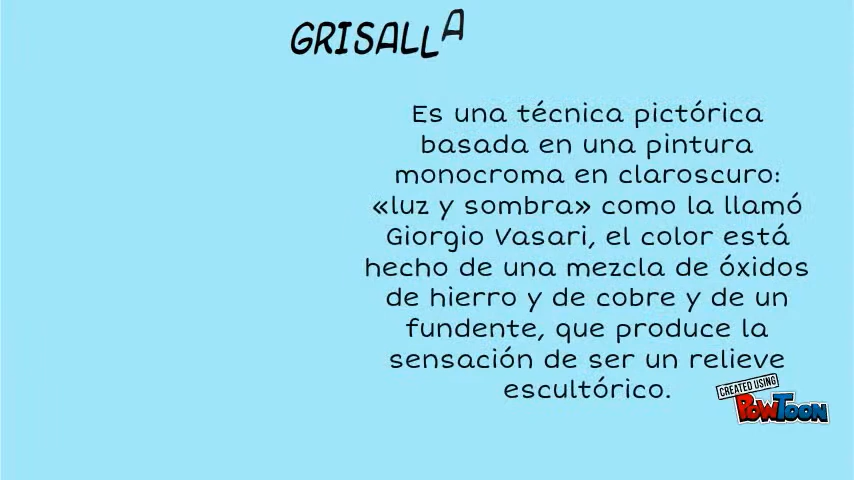 GRISALLA
Es una técnica pictórica
basada en una pintura
monocroma en claroscuro:
«luz y sombra» como la llamó
Giorgio Vasari, el color está
hecho de una mezcla de óxidos
de hierro y de cobre y de un
fundente, que produce la
sensación de ser un relieve
escultórico.
CREATED USING
POWTOON